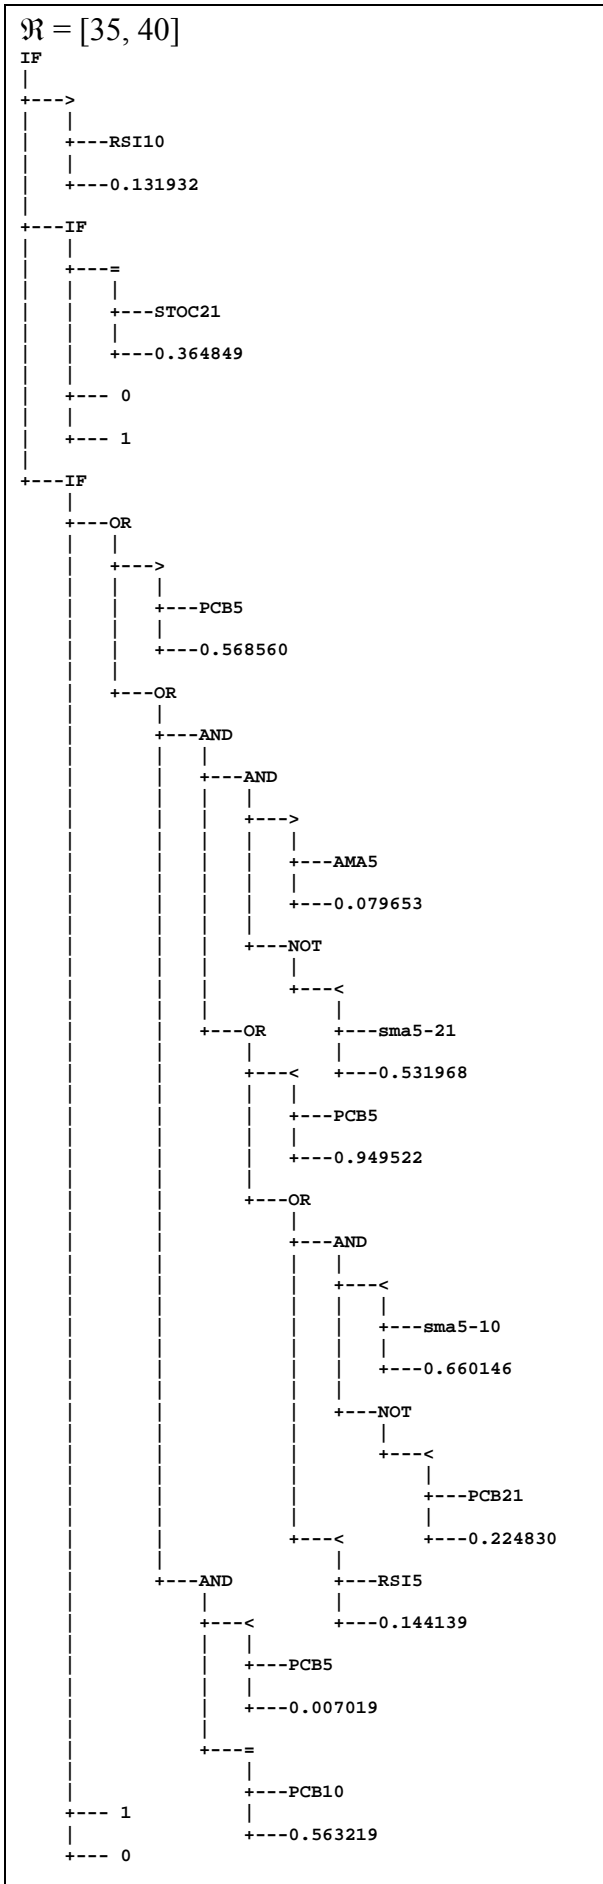 ℜ = [35, 40]
IF
|
+--->
| |
| +---RSI10
| |
| +---0.131932
|
+---IF
| |
| +---=
| | |
| | +---STOC21
| | |
| | +---0.364849
| |
| +--- 0
| |
| +--- 1
|
+---IF
|
+---OR
| |
| +--->
| | |
| | +---PCB5
| | |
| | +---0.568560
| |
| +---OR
| |
| +---AND
| | |
| | +---AND
| | | |
| | | +--->
| | | | |
| | | | +---AMA5
| | | | |
| | | | +---0.079653
| | | |
| | | +---NOT
| | | |
| | | +---<
| | | |
| | +---OR +---sma5-21
| | | |
| | +---< +---0.531968
| | | |
| | | +---PCB5
| | | |
| | | +---0.949522
| | |
| | +---OR
| | |
| | +---AND
| | | |
| | | +---<
| | | | |
| | | | +---sma5-10
| | | | |
| | | | +---0.660146
| | | |
| | | +---NOT
| | | |
| | | +---<
| | | |
| | | +---PCB21
| | | |
| | +---< +---0.224830
| | |
| +---AND +---RSI5
| | |
| +---< +---0.144139
| | |
| | +---PCB5
| | |
| | +---0.007019
| |
| +---=
| |
| +---PCB10
+--- 1 |
| +---0.563219
+--- 0